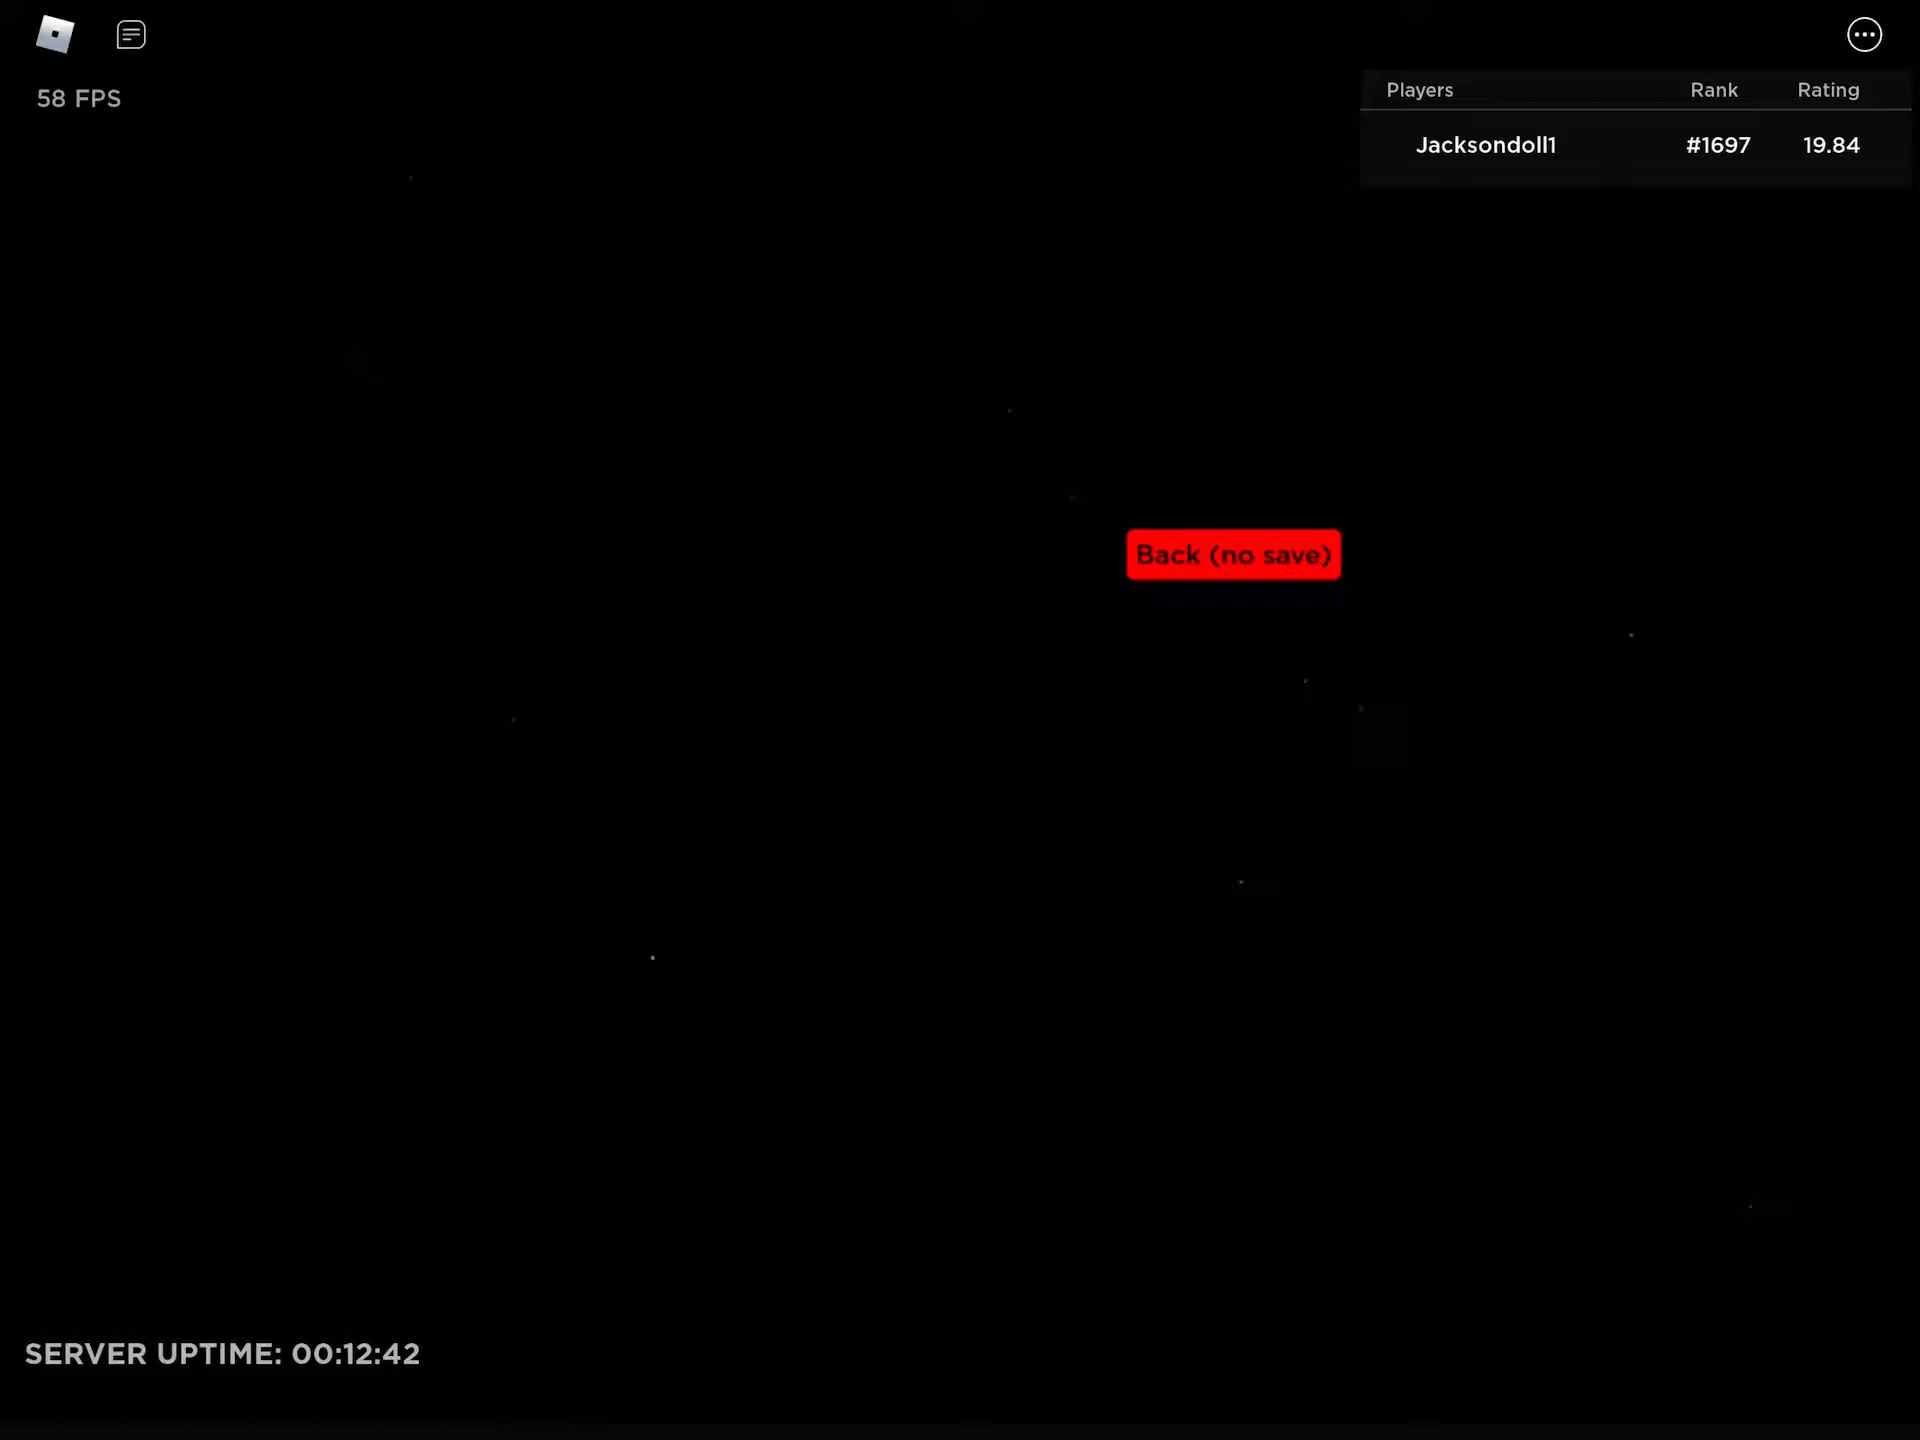 58 FPS
Players Rank Rating
Jacksondoll1 #1697 19.84
Back (no save)
SERVER UPTIME: 00:12:42